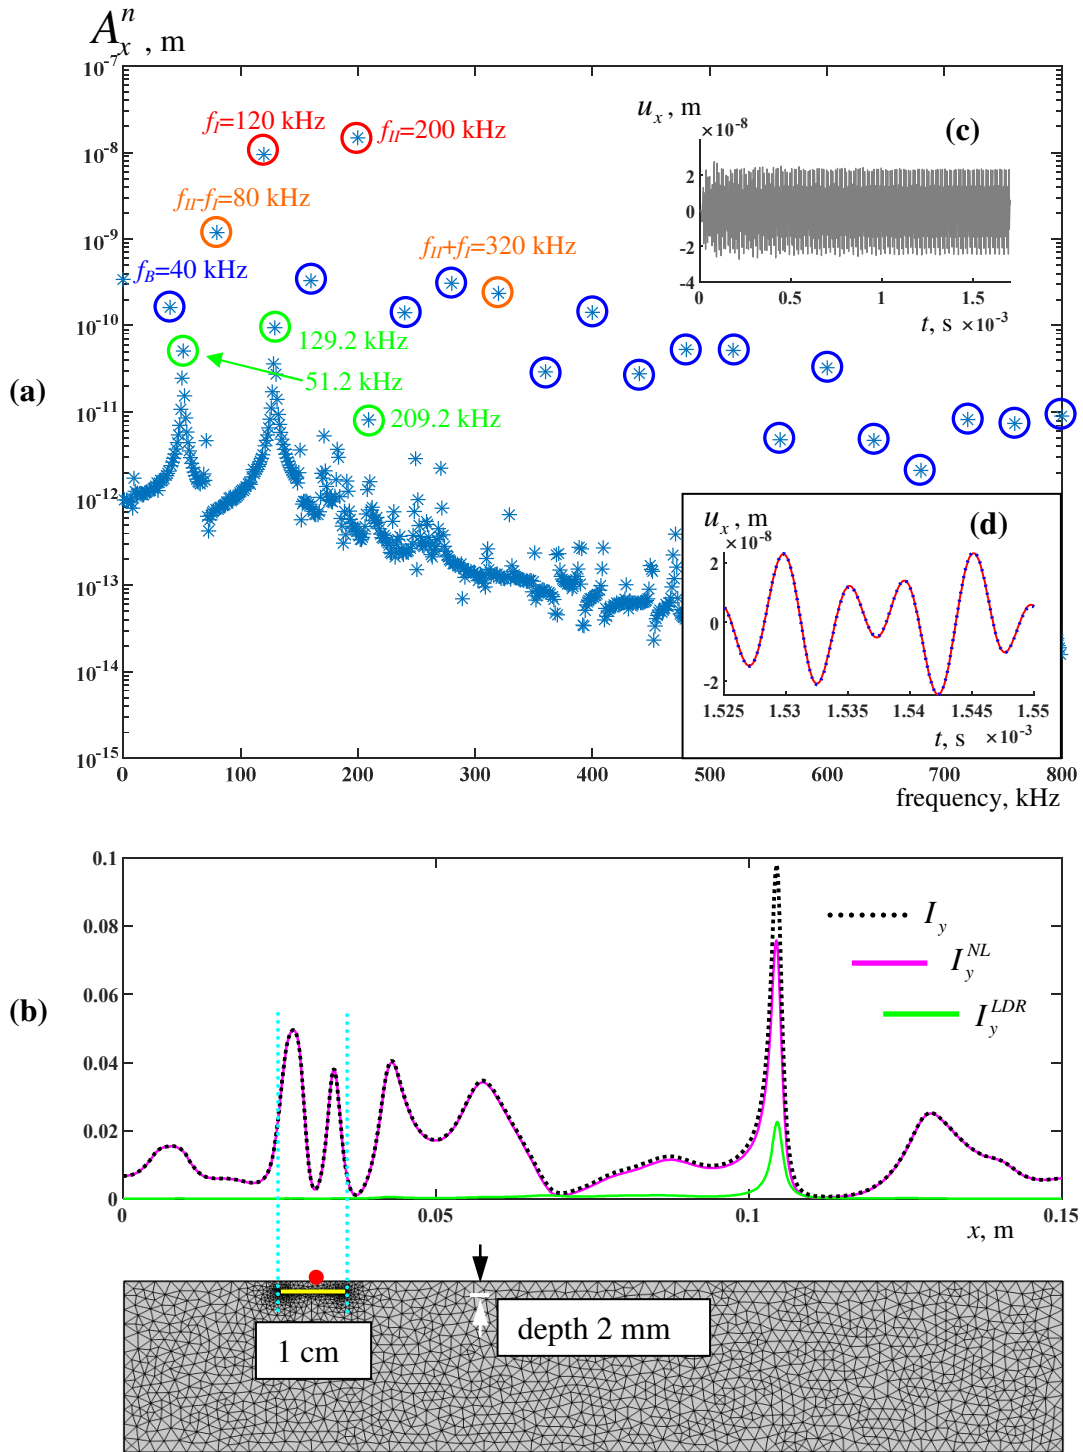 A_x^n , m
10^-7
10^-8
10^-9
10^-10
10^-11
10^-12
10^-13
10^-14
10^-15
(a)
f_I=120 kHz
f_II=200 kHz
f_II-f_I=80 kHz
f_II+f_I=320 kHz
f_B=40 kHz
129.2 kHz
51.2 kHz
209.2 kHz
u_x , m
×10^-8
(c)
2
0
-2
-4
0 0.5 1 1.5
t, s ×10^-3
u_x , m
×10^-8
(d)
2
0
-2
1.525 1.53 1.535 1.54 1.545 1.55
t, s ×10^-3
0 100 200 300 400 500 600 700 800
frequency, kHz
(b)
0.1
0.08
0.06
0.04
0.02
0
I_y
I_y^NL
I_y^LDR
0 0.05 0.1 0.15
x, m
1 cm
depth 2 mm